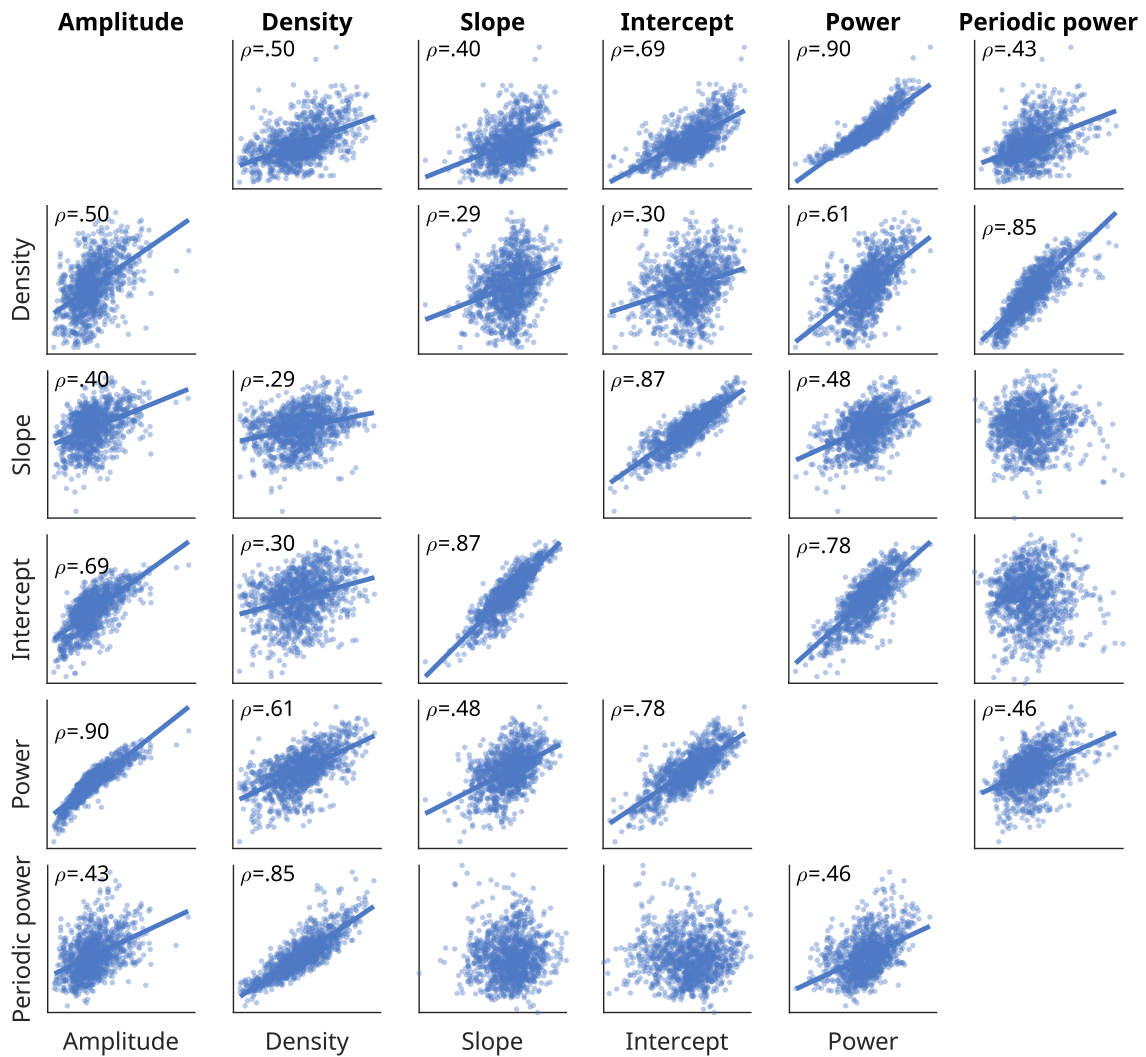 Amplitude Density Slope Intercept Power Periodic power
ρ=.50 ρ=.40 ρ=.69 ρ=.90 ρ=.43
Density ρ=.50 ρ=.29 ρ=.30 ρ=.61 ρ=.85
Slope ρ=.40 ρ=.29 ρ=.87 ρ=.48
Intercept ρ=.69 ρ=.30 ρ=.87 ρ=.78
Power ρ=.90 ρ=.61 ρ=.48 ρ=.78 ρ=.46
Periodic power ρ=.43 ρ=.85 ρ=.46
Amplitude Density Slope Intercept Power